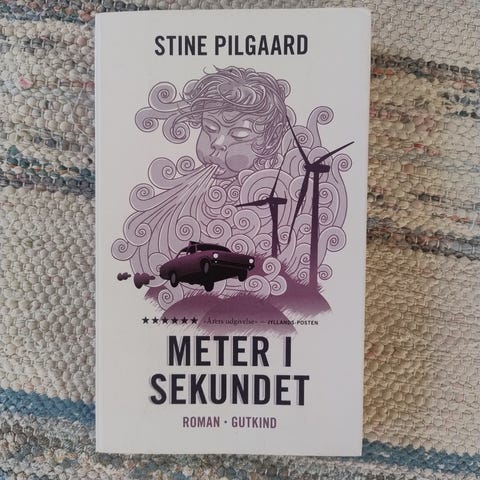 STINE PILGAARD
★★★★★★ »Årets udgivelse« — JYLLANDS-POSTEN
METER I
SEKUNDET
ROMAN · GUTKIND